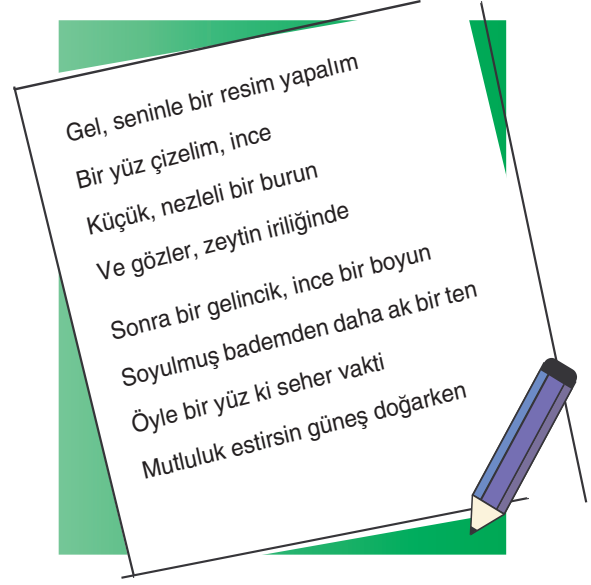 Gel, seninle bir resim yapalım
Bir yüz çizelim, ince
Küçük, nezleli bir burun
Ve gözler, zeytin iriliğinde
Sonra bir gelincik, ince bir boyun
Soyulmuş bademden daha ak bir ten
Öyle bir yüz ki seher vakti
Mutluluk estirsin güneş doğarken